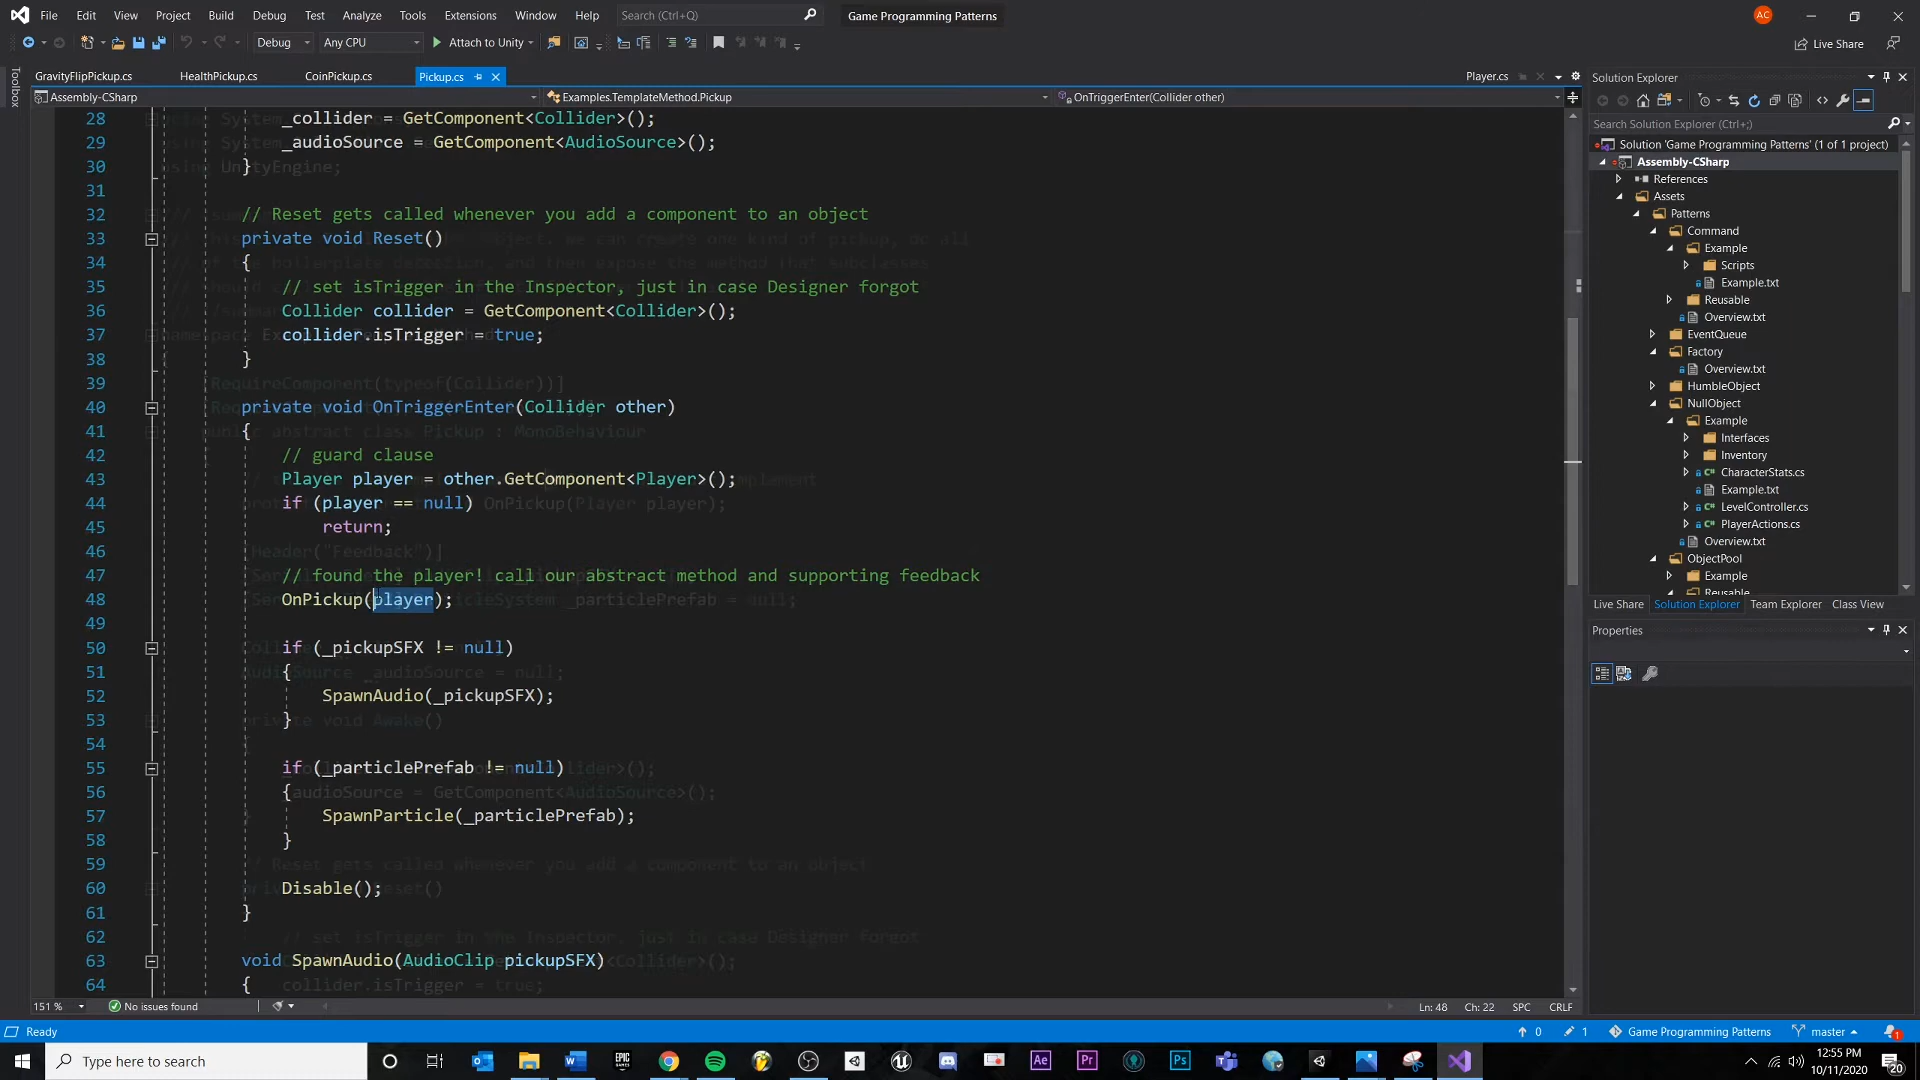 File Edit View Project Build Debug Test Analyze Tools Extensions Window Help Search (Ctrl+Q) Game Programming Patterns AC
Debug Any CPU Attach to Unity Live Share
GravityFlipPickup.cs HealthPickup.cs CoinPickup.cs Pickup.cs Player.cs
Assembly-CSharp Examples.TemplateMethod.Pickup OnTriggerEnter(Collider other)
Toolbox
28 _collider = GetComponent<Collider>();
29 _audioSource = GetComponent<AudioSource>();
30 }
31
32 // Reset gets called whenever you add a component to an object
33 private void Reset()
34 {
35 // set isTrigger in the Inspector, just in case Designer forgot
36 Collider collider = GetComponent<Collider>();
37 collider.isTrigger = true;
38 }
39
40 private void OnTriggerEnter(Collider other)
41 {
42 // guard clause
43 Player player = other.GetComponent<Player>();
44 if (player == null)
45 return;
46
47 // found the player! call our abstract method and supporting feedback
48 OnPickup(player);
49
50 if (_pickupSFX != null)
51 {
52 SpawnAudio(_pickupSFX);
53 }
54
55 if (_particlePrefab != null)
56 {
57 SpawnParticle(_particlePrefab);
58 }
59
60 Disable();
61 }
62
63 void SpawnAudio(AudioClip pickupSFX)
64 {
151 % No issues found Ln: 48 Ch: 22 SPC CRLF
Solution Explorer
Search Solution Explorer (Ctrl+;)
Solution 'Game Programming Patterns' (1 of 1 project)
Assembly-CSharp
References
Assets
Patterns
Command
Example
Scripts
Example.txt
Reusable
Overview.txt
EventQueue
Factory
Overview.txt
HumbleObject
NullObject
Example
Interfaces
Inventory
CharacterStats.cs
Example.txt
LevelController.cs
PlayerActions.cs
Overview.txt
ObjectPool
Example
Reusable
Live Share Solution Explorer Team Explorer Class View
Properties
Ready 0 1 Game Programming Patterns master 1
Type here to search 12:55 PM
10/11/2020 20